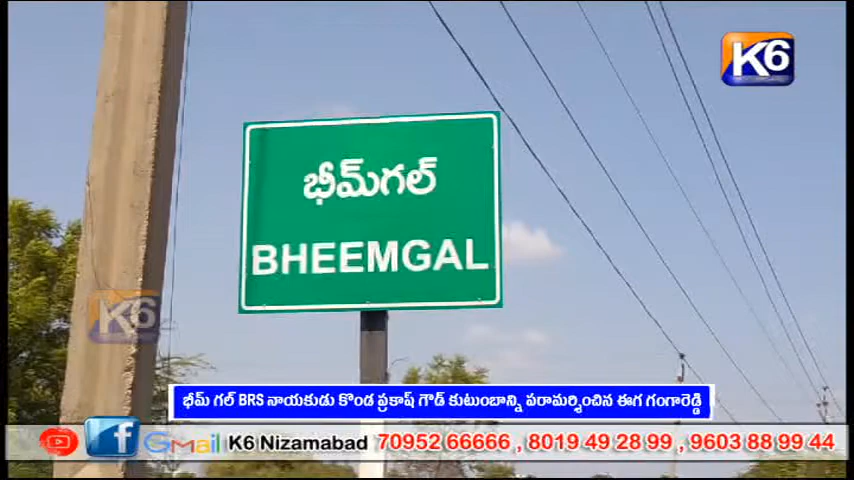 K6
భీమ్‌గల్
BHEEMGAL
K6
భీమ్ గల్ BRS నాయకుడు కొండ ప్రకాష్ గౌడ్ కుటుంబాన్ని పరామర్శించిన ఈగ గంగారెడ్డి
f Gmail K6 Nizamabad 70952 66666, 8019 49 28 99, 9603 88 99 44